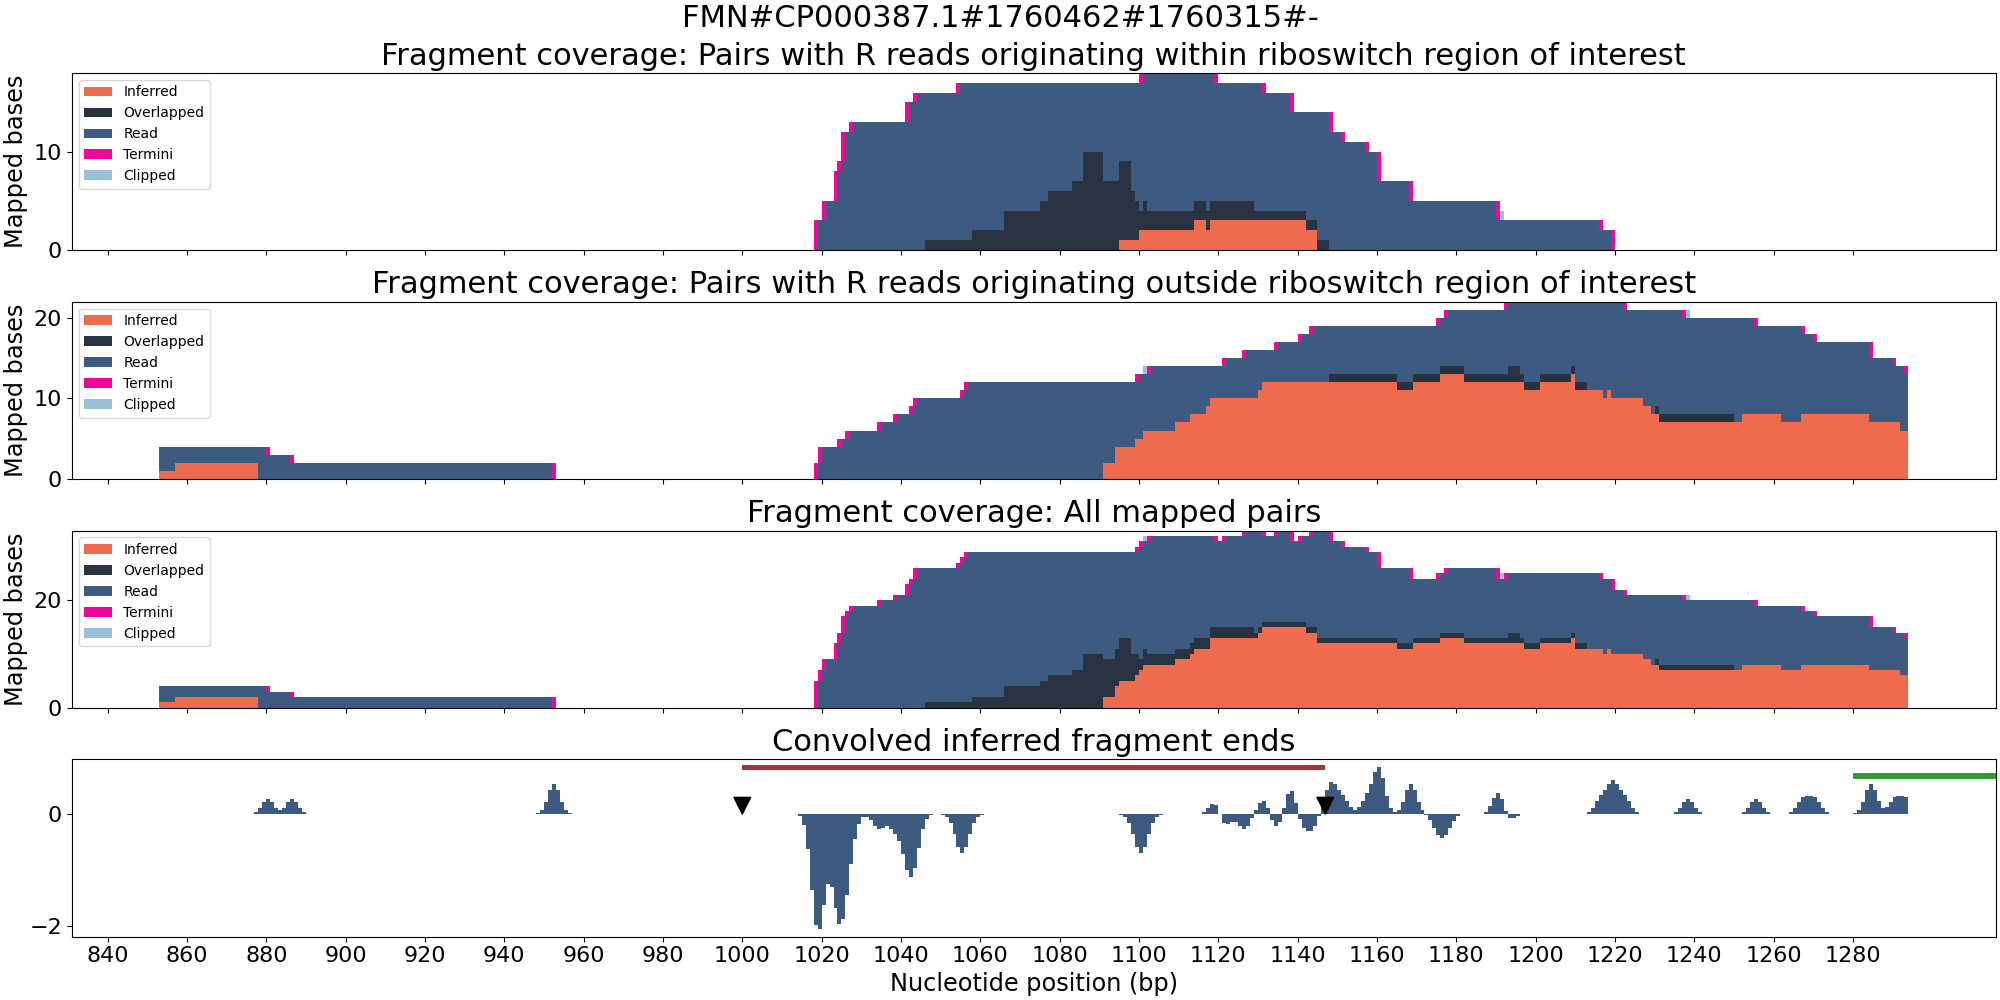 FMN#CP000387.1#1760462#1760315#-
Fragment coverage: Pairs with R reads originating within riboswitch region of interest
Mapped bases
10
0
Inferred
Overlapped
Read
Termini
Clipped
Fragment coverage: Pairs with R reads originating outside riboswitch region of interest
Mapped bases
20
10
0
Inferred
Overlapped
Read
Termini
Clipped
Fragment coverage: All mapped pairs
Mapped bases
20
0
Inferred
Overlapped
Read
Termini
Clipped
Convolved inferred fragment ends
0
−2
840 860 880 900 920 940 960 980 1000 1020 1040 1060 1080 1100 1120 1140 1160 1180 1200 1220 1240 1260 1280
Nucleotide position (bp)